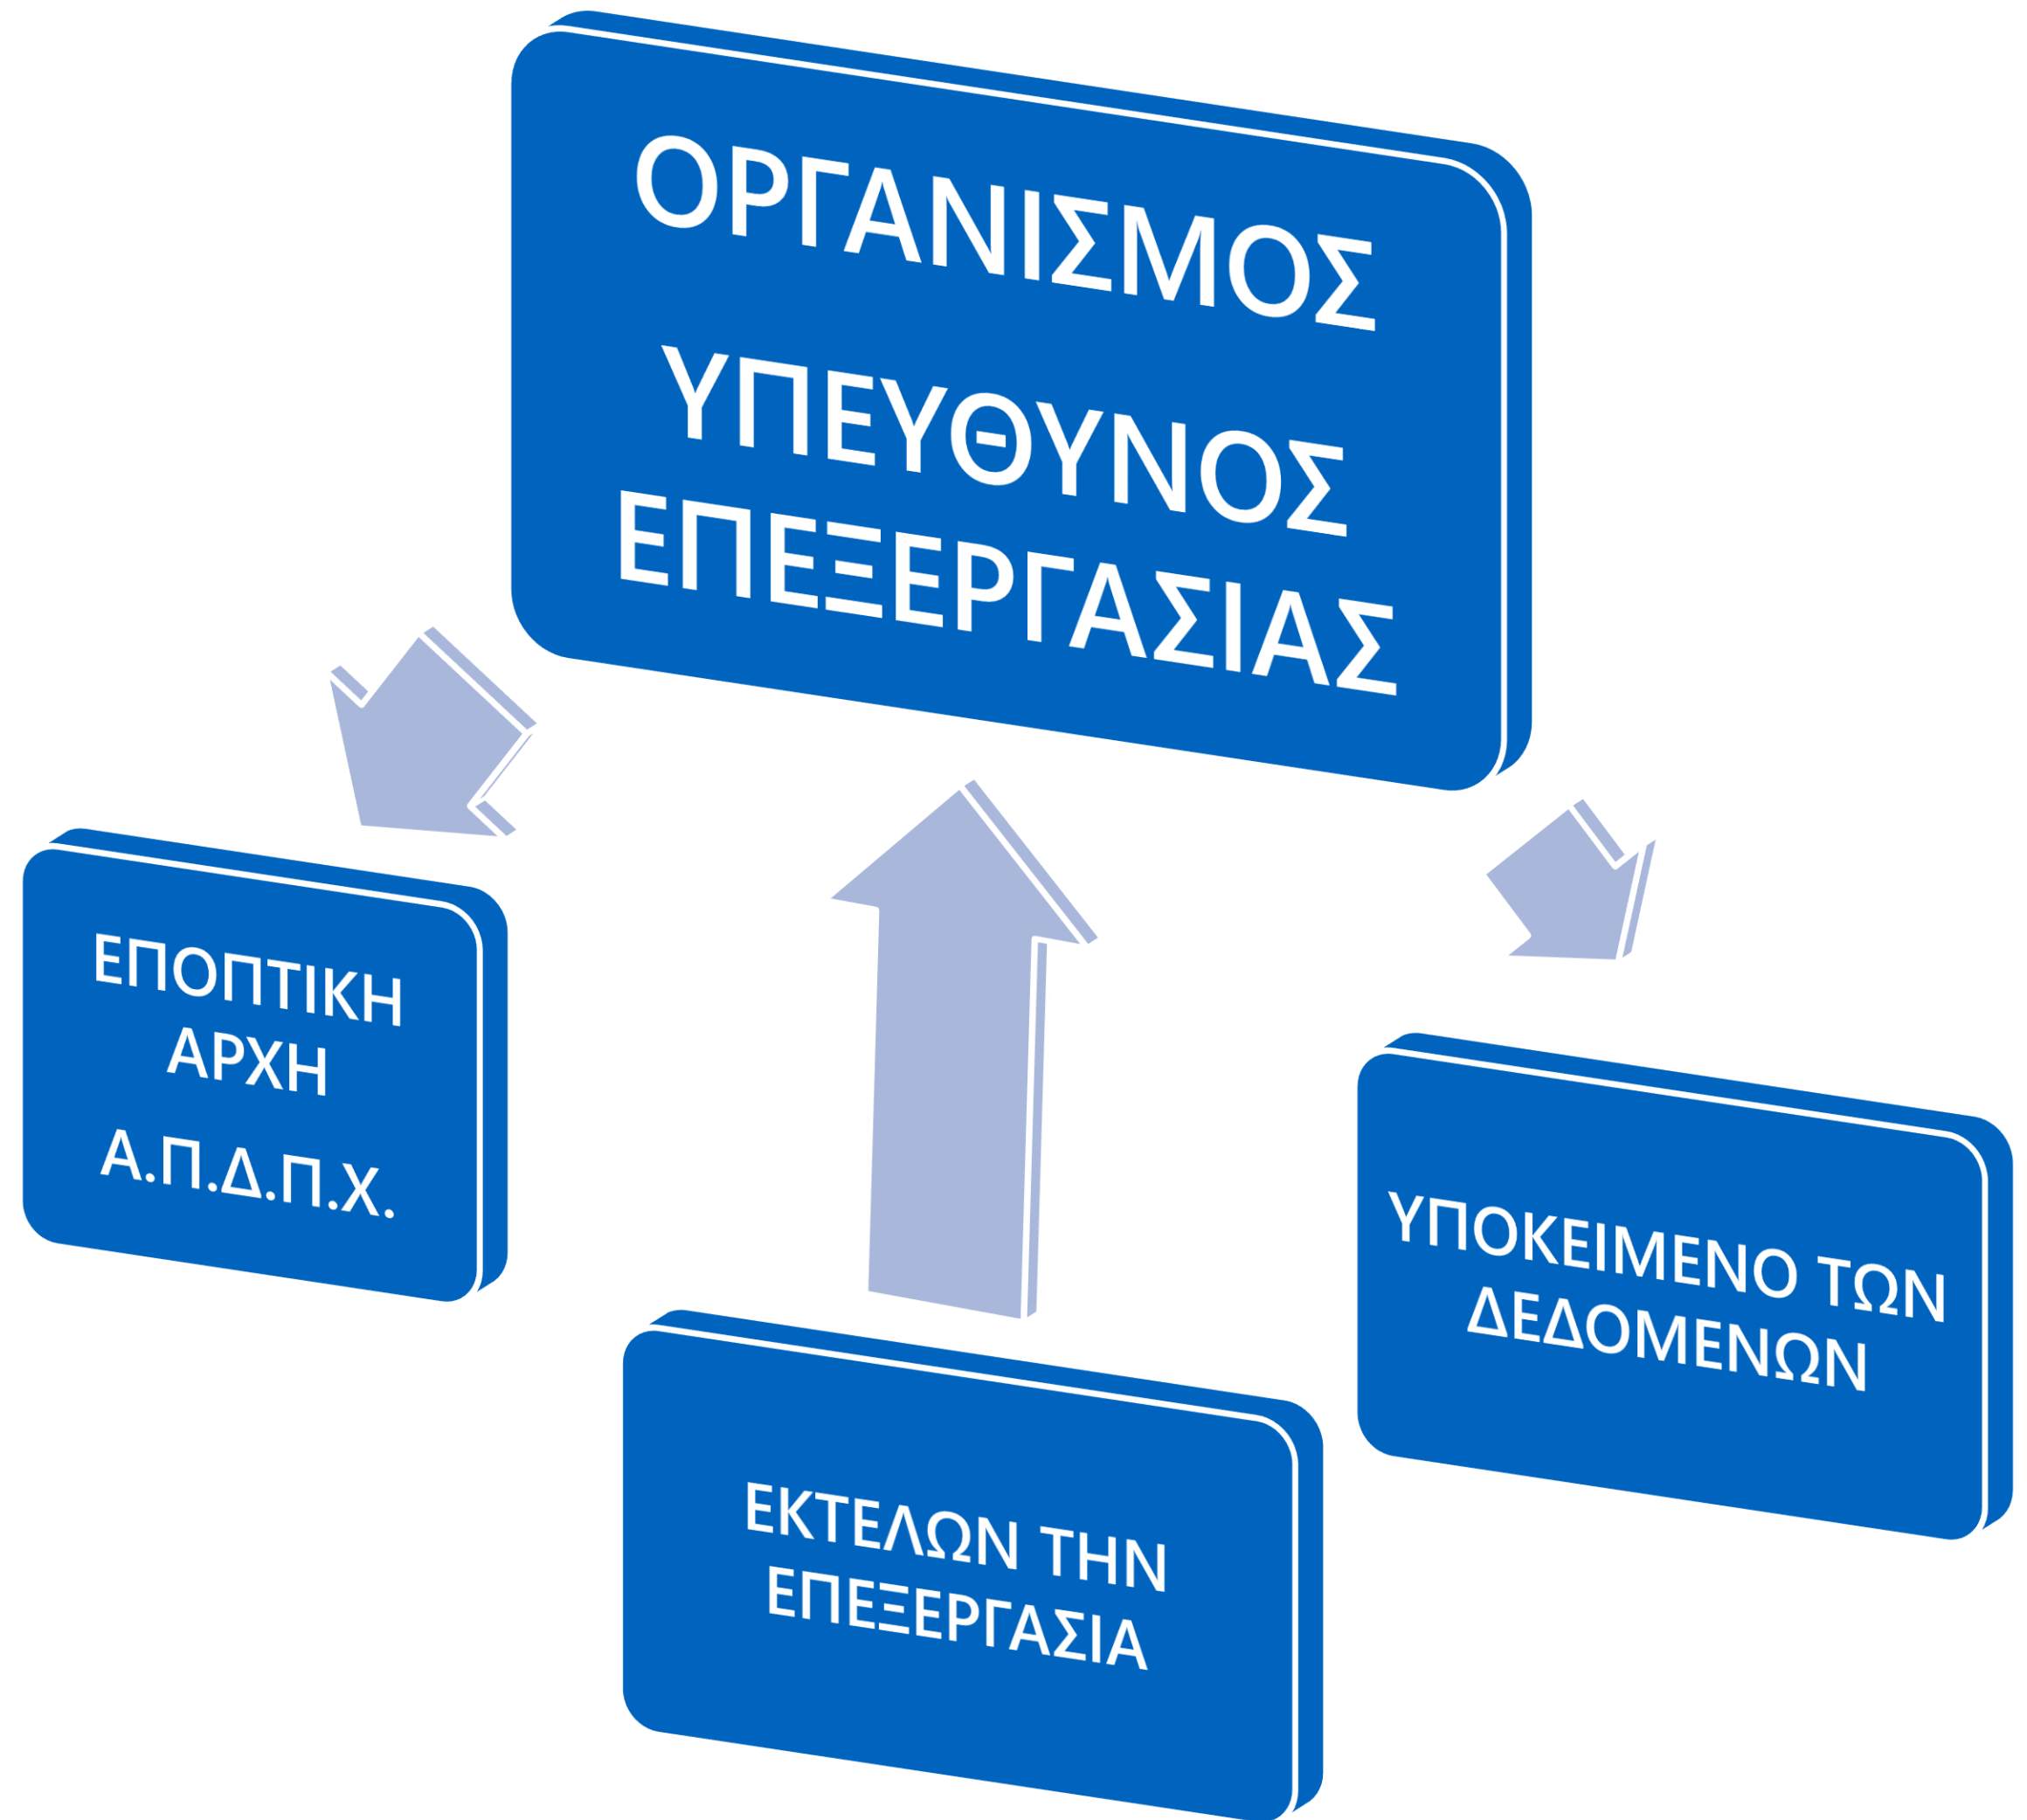 ΟΡΓΑΝΙΣΜΟΣ
ΥΠΕΥΘΥΝΟΣ
ΕΠΕΞΕΡΓΑΣΙΑΣ
ΕΠΟΠΤΙΚΗ
ΑΡΧΗ
Α.Π.Δ.Π.Χ.
ΥΠΟΚΕΙΜΕΝΟ ΤΩΝ
ΔΕΔΟΜΕΝΩΝ
ΕΚΤΕΛΩΝ ΤΗΝ
ΕΠΕΞΕΡΓΑΣΙΑ